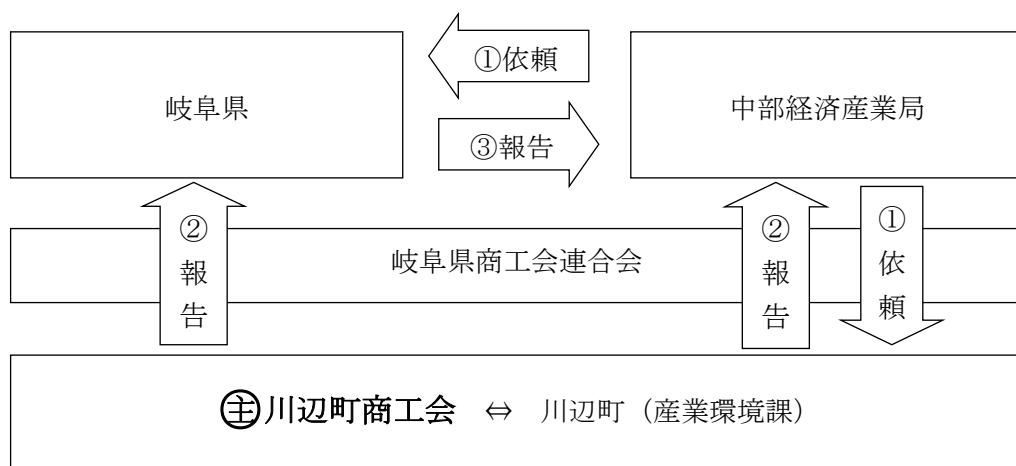 ①依頼
岐阜県
中部経済産業局
③報告
②報告
岐阜県商工会連合会
②報告
①依頼
㊟川辺町商工会 ⇔ 川辺町（産業環境課）